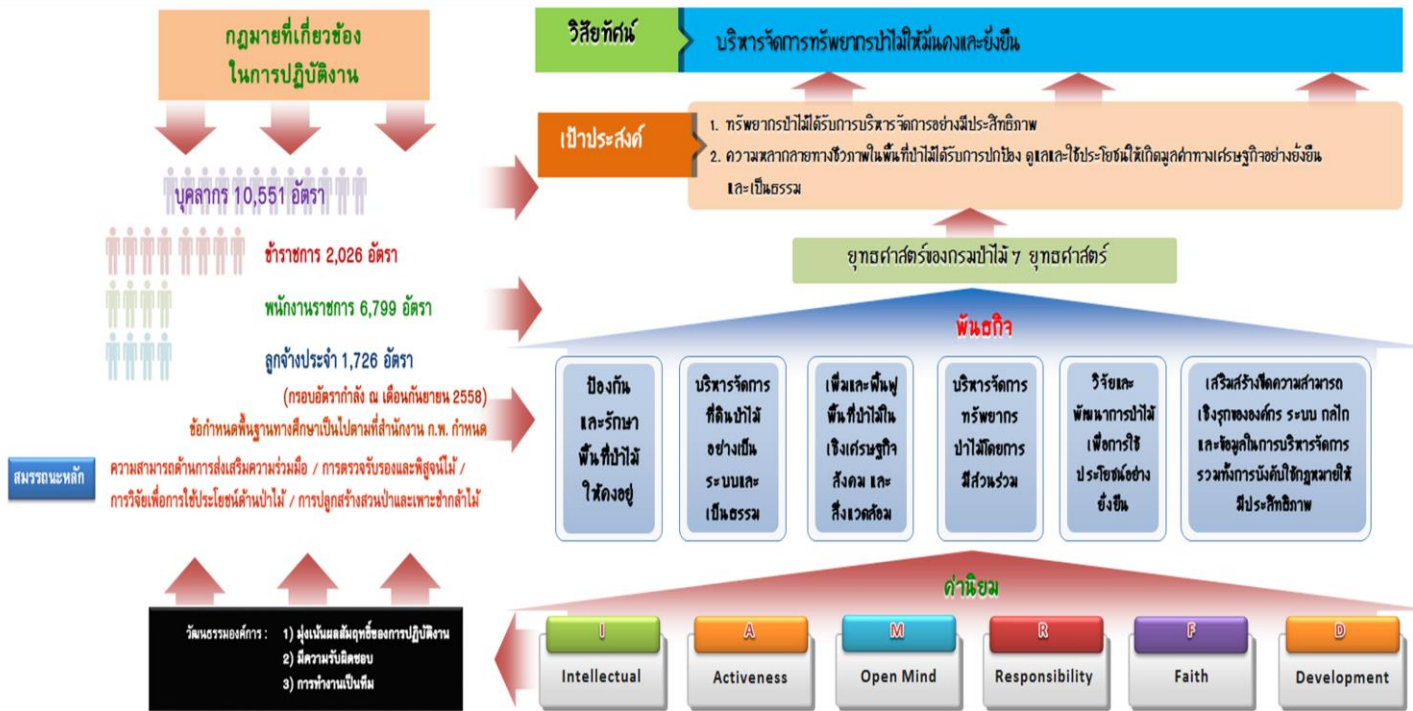 กฎมายที่เกี่ยวข้อง
ในการปฏิบัติงาน
บุคลากร 10,551 อัตรา
ข้าราชการ 2,026 อัตรา
พนักงานราชการ 6,799 อัตรา
ลูกจ้างประจำ 1,726 อัตรา
(กรอบอัตรากำลัง ณ เดือนกันยายน 2558)
ข้อกำหนดพื้นฐานทางศึกษาเป็นไปตามที่สำนักงาน ก.พ. กำหนด
สมรรถนะหลัก
ความสามารถด้านการส่งเสริมความร่วมมือ / การตรวจรับรองและพิสูจน์ไม้ /
การวิจัยเพื่อการใช้ประโยชน์ด้านป่าไม้ / การปลูกสร้างสวนป่าและเพาะชำกล้าไม้
วัฒนธรรมองค์การ : 1) มุ่งเน้นผลสัมฤทธิ์ของการปฏิบัติงาน
2) มีความรับผิดชอบ
3) การทำงานเป็นทีม
วิสัยทัศน์
บริหารจัดการทรัพยากรป่าไม้ให้มั่นคงและยั่งยืน
เป้าประสงค์
1. ทรัพยากรป่าไม้ได้รับการบริหารจัดการอย่างมีประสิทธิภาพ
2. ความหลากลายทางชีวภาพในพื้นที่ป่าไม้ได้รับการปกป้อง ดูแลและใช้ประโยชน์ให้เกิดมูลค่าทางเศรษฐกิจอย่างยั่งยืน
และเป็นธรรม
ยุทธศาสตร์ของกรมป่าไม้ 7 ยุทธศาสตร์
พันธกิจ
ป้องกัน
และรักษา
พื้นที่ป่าไม้
ให้คงอยู่
บริหารจัดการ
ที่ดินป่าไม้
อย่างเป็น
ระบบและ
เป็นธรรม
เพิ่มและฟื้นฟู
พื้นที่ป่าไม้ใน
เชิงเศรษฐกิจ
สังคม และ
สิ่งแวดล้อม
บริหารจัดการ
ทรัพยากร
ป่าไม้โดยการ
มีส่วนร่วม
วิจัยและ
พัฒนาการป่าไม้
เพื่อการใช้
ประโยชน์อย่าง
ยั่งยืน
เสริมสร้างขีดความสามารถ
เชิงรุกขององค์กร ระบบ กลไก
และข้อมูลในการบริหารจัดการ
รวมทั้งการบังคับใช้กฎหมายให้
มีประสิทธิภาพ
ค่านิยม
I
Intellectual
A
Activeness
M
Open Mind
R
Responsibility
F
Faith
D
Development